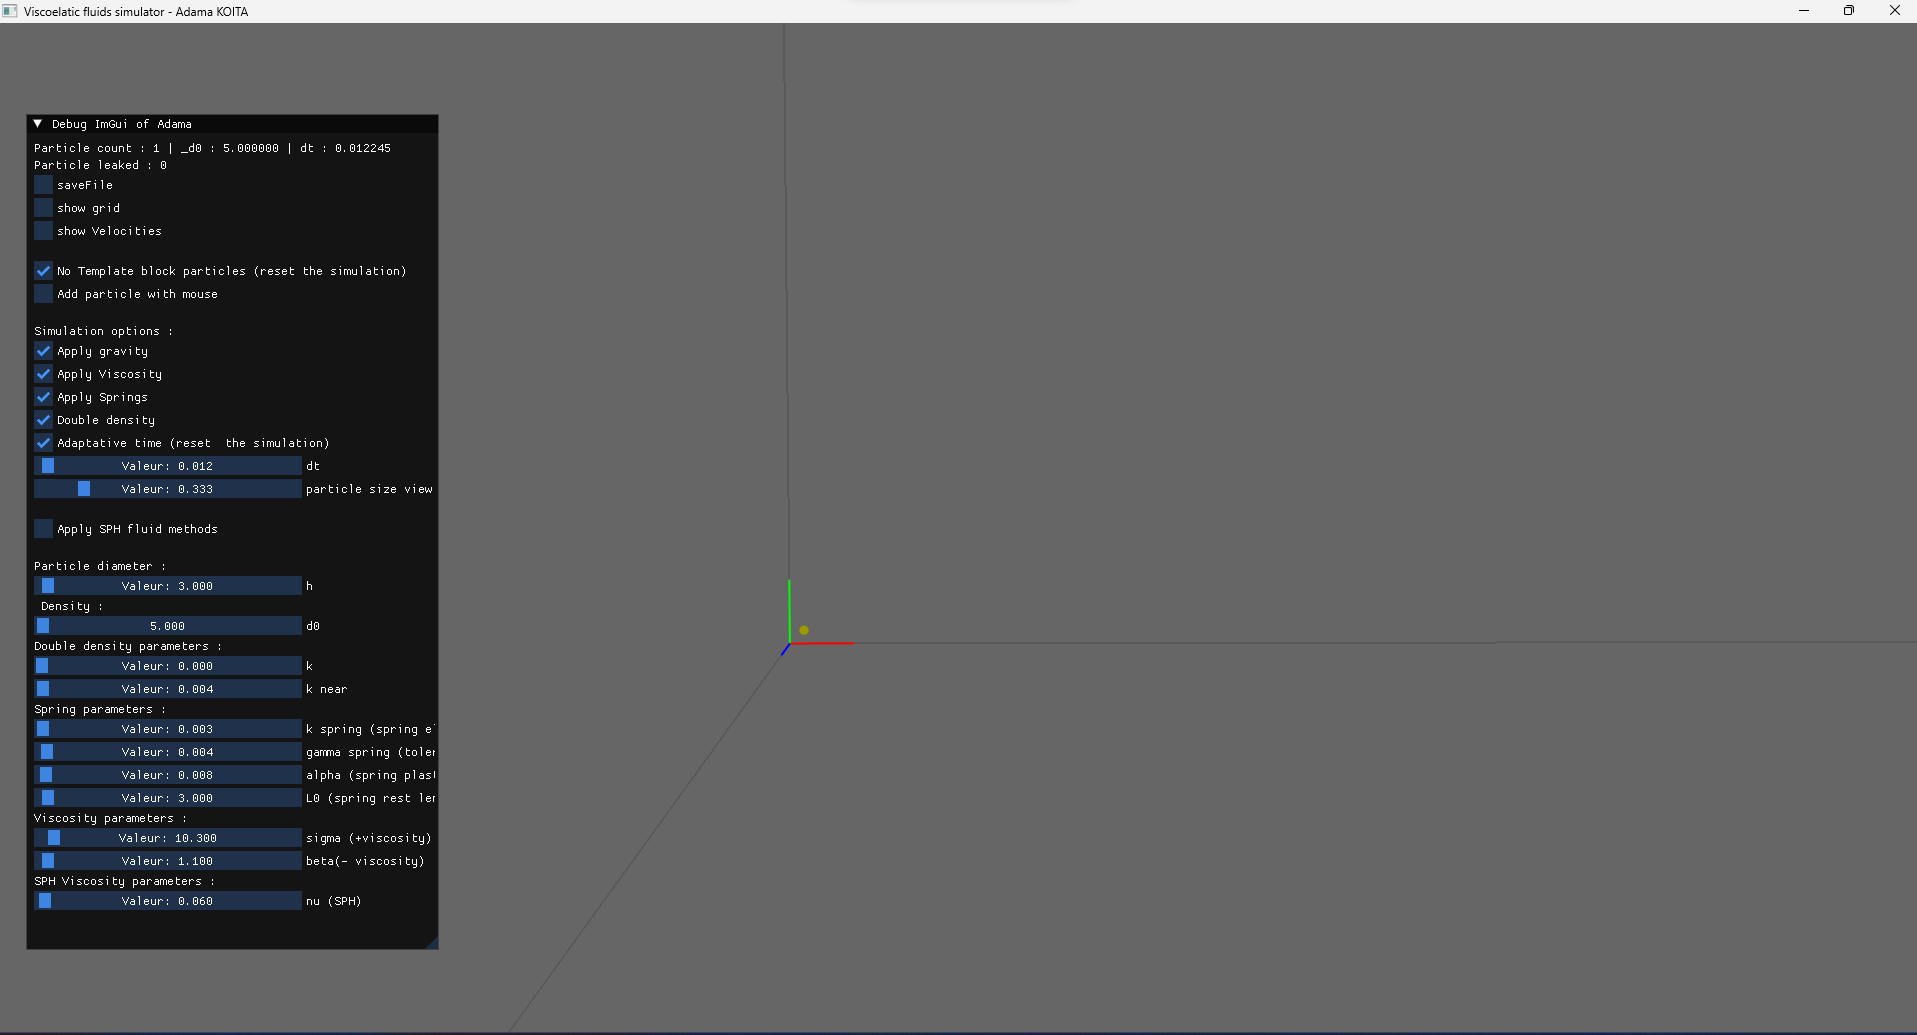 Viscoelatic fluids simulator - Adama KOITA
Debug ImGui of Adama
Particle count : 1 | _d0 : 5.000000 | dt : 0.012245
Particle leaked : 0
saveFile
show grid
show Velocities
No Template block particles (reset the simulation)
Add particle with mouse
Simulation options :
Apply gravity
Apply Viscosity
Apply Springs
Double density
Adaptative time (reset  the simulation)
Valeur: 0.012 dt
Valeur: 0.333 particle size view
Apply SPH fluid methods
Particle diameter :
Valeur: 3.000 h
Density :
5.000 d0
Double density parameters :
Valeur: 0.000 k
Valeur: 0.004 k near
Spring parameters :
Valeur: 0.003 k spring (spring
Valeur: 0.004 gamma spring
Valeur: 0.008 alpha (spring
Valeur: 3.000 L0 (spring rest
Viscosity parameters :
Valeur: 10.300 sigma (+viscosity)
Valeur: 1.100 beta(- viscosity)
SPH Viscosity parameters :
Valeur: 0.060 nu (SPH)